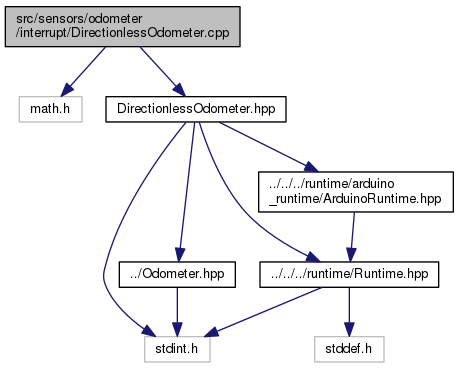 src/sensors/odometer
/interrupt/DirectionlessOdometer.cpp
math.h
DirectionlessOdometer.hpp
../../../runtime/arduino
_runtime/ArduinoRuntime.hpp
../Odometer.hpp
../../../runtime/Runtime.hpp
stdint.h
stddef.h